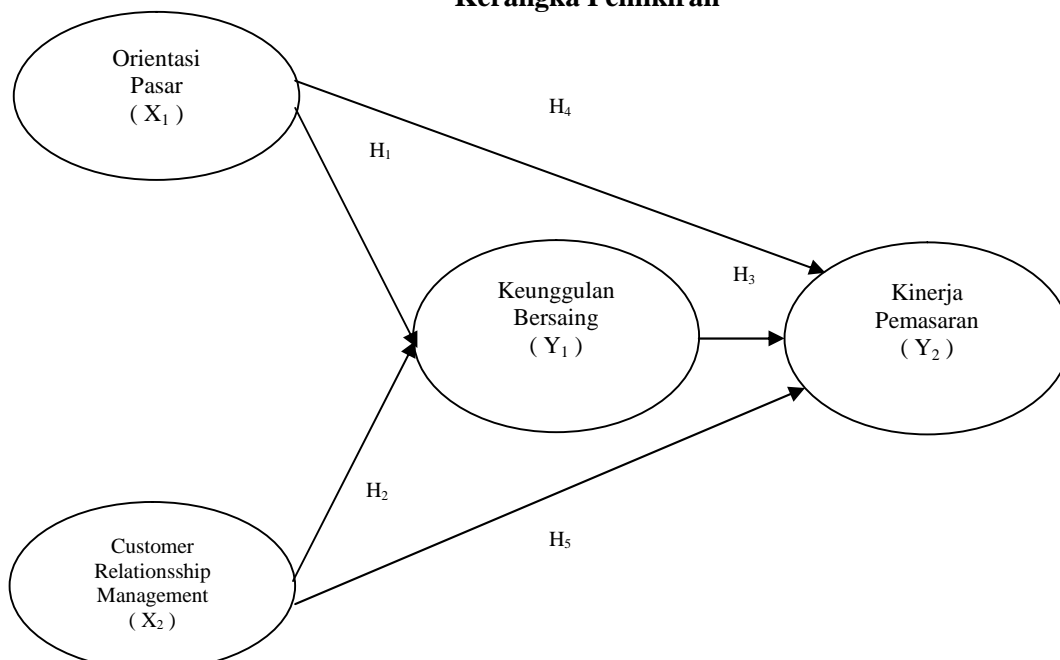 Kerangka Pemikiran
Orientasi
Pasar
( X₁ )
H₄
H₁
Keunggulan
Bersaing
( Y₁ )
H₃
Kinerja
Pemasaran
( Y₂ )
H₂
H₅
Customer
Relationsship
Management
( X₂ )